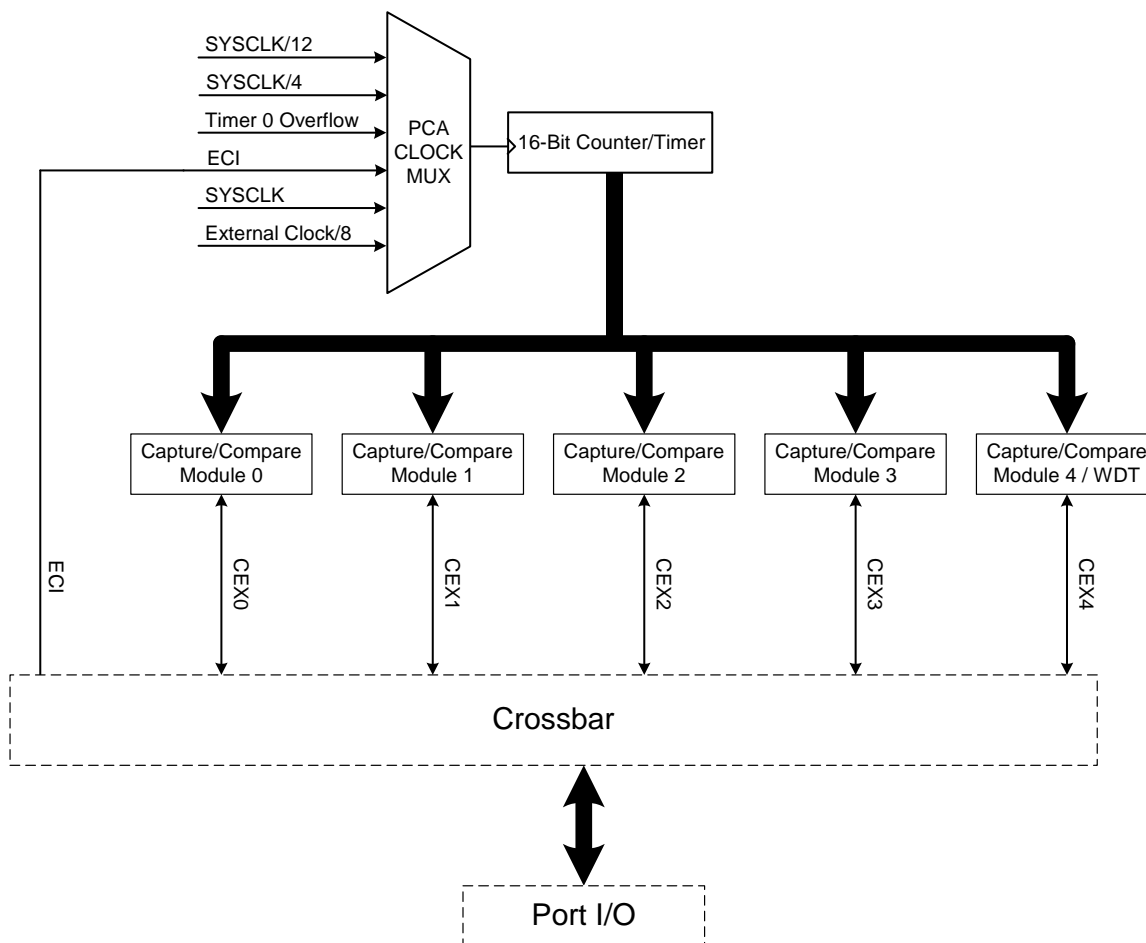 SYSCLK/12
SYSCLK/4
Timer 0 Overflow
ECI
SYSCLK
External Clock/8
PCA
CLOCK
MUX
16-Bit Counter/Timer
Capture/Compare
Module 0
Capture/Compare
Module 1
Capture/Compare
Module 2
Capture/Compare
Module 3
Capture/Compare
Module 4 / WDT
ECI
CEX0
CEX1
CEX2
CEX3
CEX4
Crossbar
Port I/O